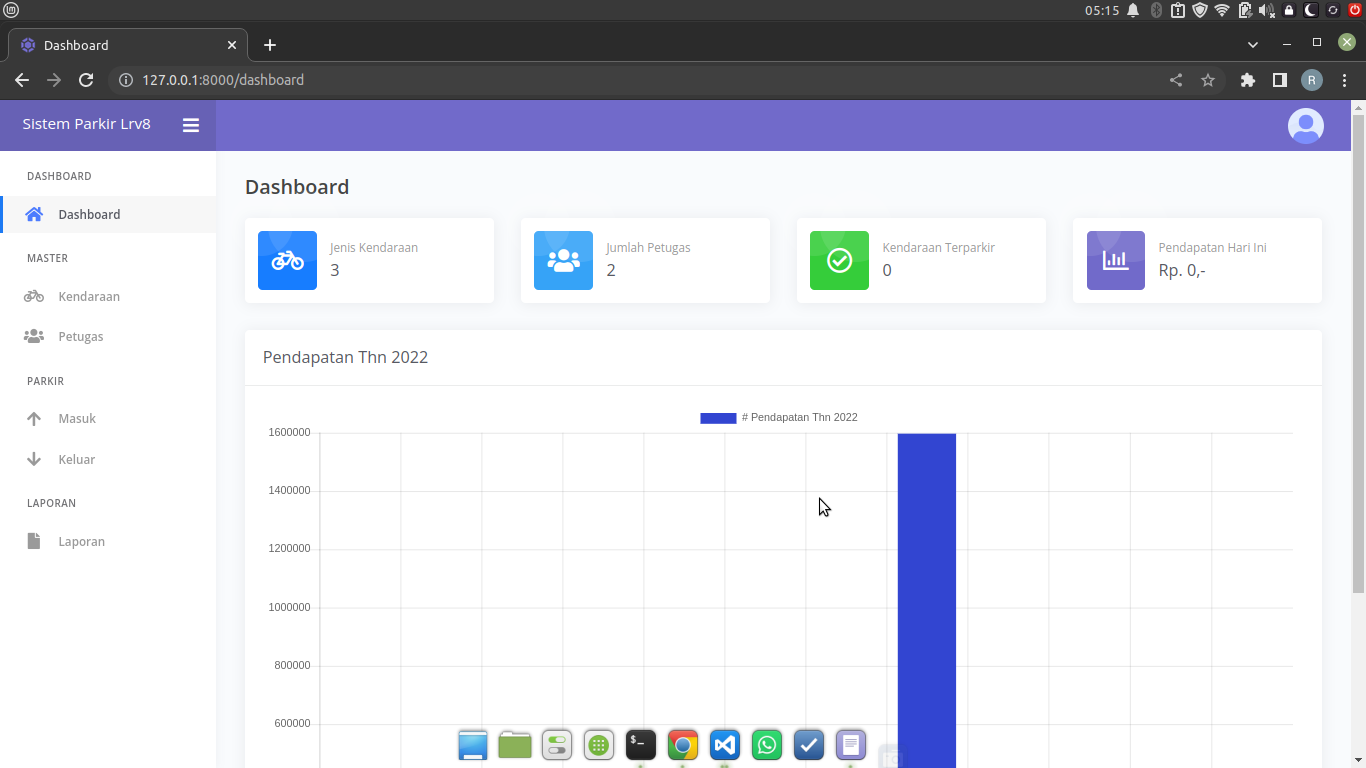 05:15
Dashboard
127.0.0.1:8000/dashboard
R
Sistem Parkir Lrv8
DASHBOARD
Dashboard
MASTER
Kendaraan
Petugas
PARKIR
Masuk
Keluar
LAPORAN
Laporan
Dashboard
Jenis Kendaraan
3
Jumlah Petugas
2
Kendaraan Terparkir
0
Pendapatan Hari Ini
Rp. 0,-
Pendapatan Thn 2022
# Pendapatan Thn 2022
1600000
1400000
1200000
1000000
800000
600000
$_